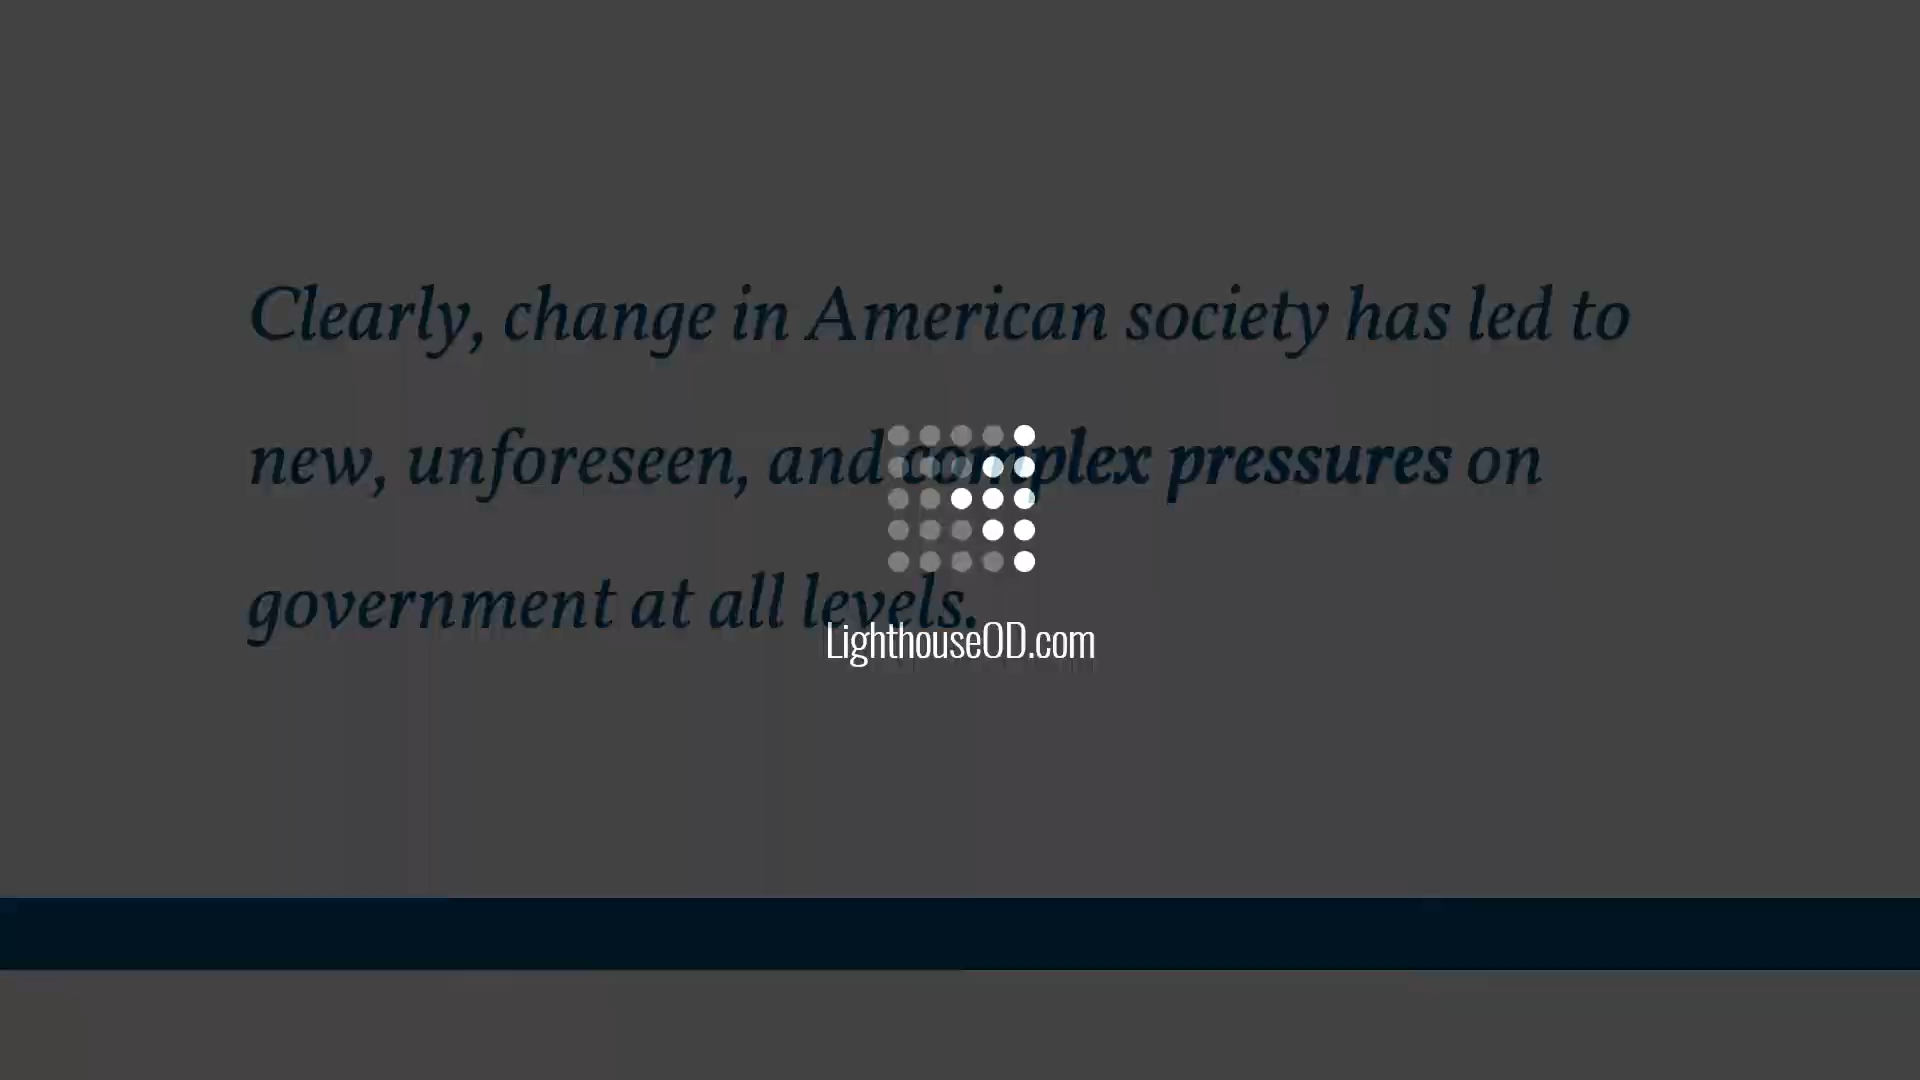 Clearly, change in American society has led to
new, unforeseen, and complex pressures on
government at all levels.
LighthouseOD.com